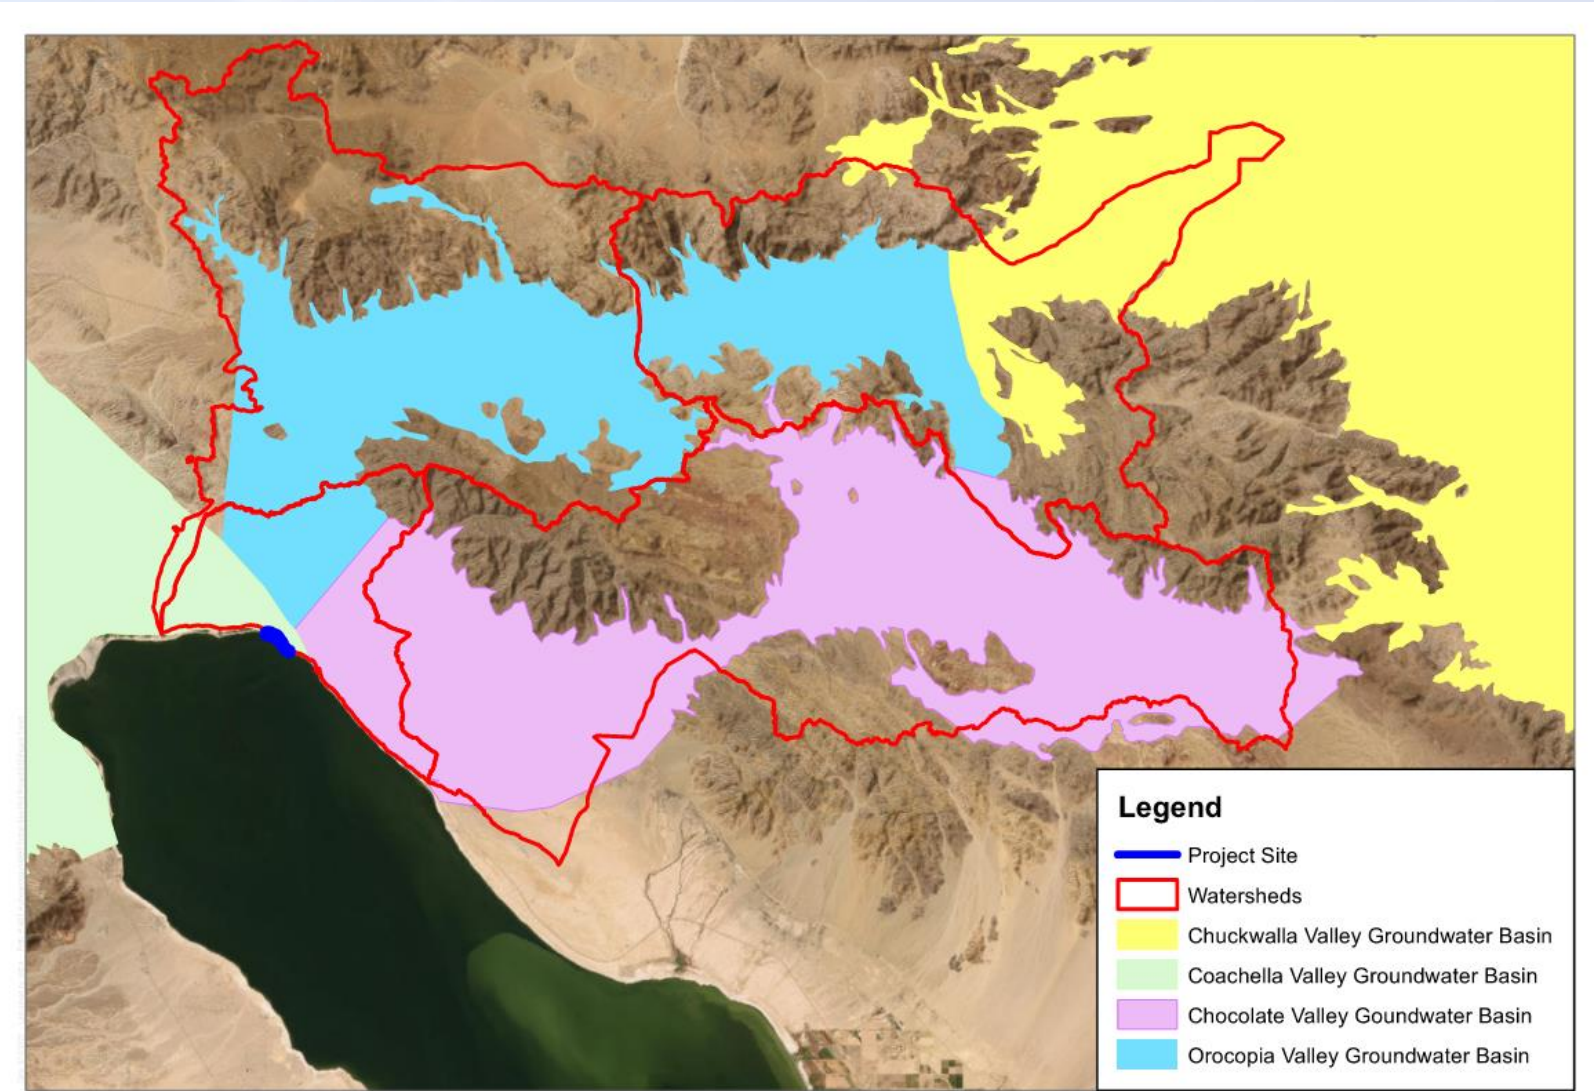 Legend
Project Site
Watersheds
Chuckwalla Valley Groundwater Basin
Coachella Valley Groundwater Basin
Chocolate Valley Goundwater Basin
Orocopia Valley Groundwater Basin